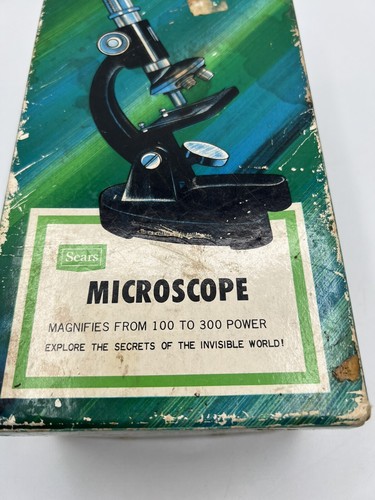 Sears
MICROSCOPE
MAGNIFIES FROM 100 TO 300 POWER
EXPLORE THE SECRETS OF THE INVISIBLE WORLD!